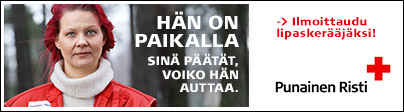 HÄN ON
PAIKALLA
SINÄ PÄÄTÄT,
VOIKO HÄN
AUTTAA.
-> Ilmoittaudu
lipaskerääjäksi!
Punainen Risti